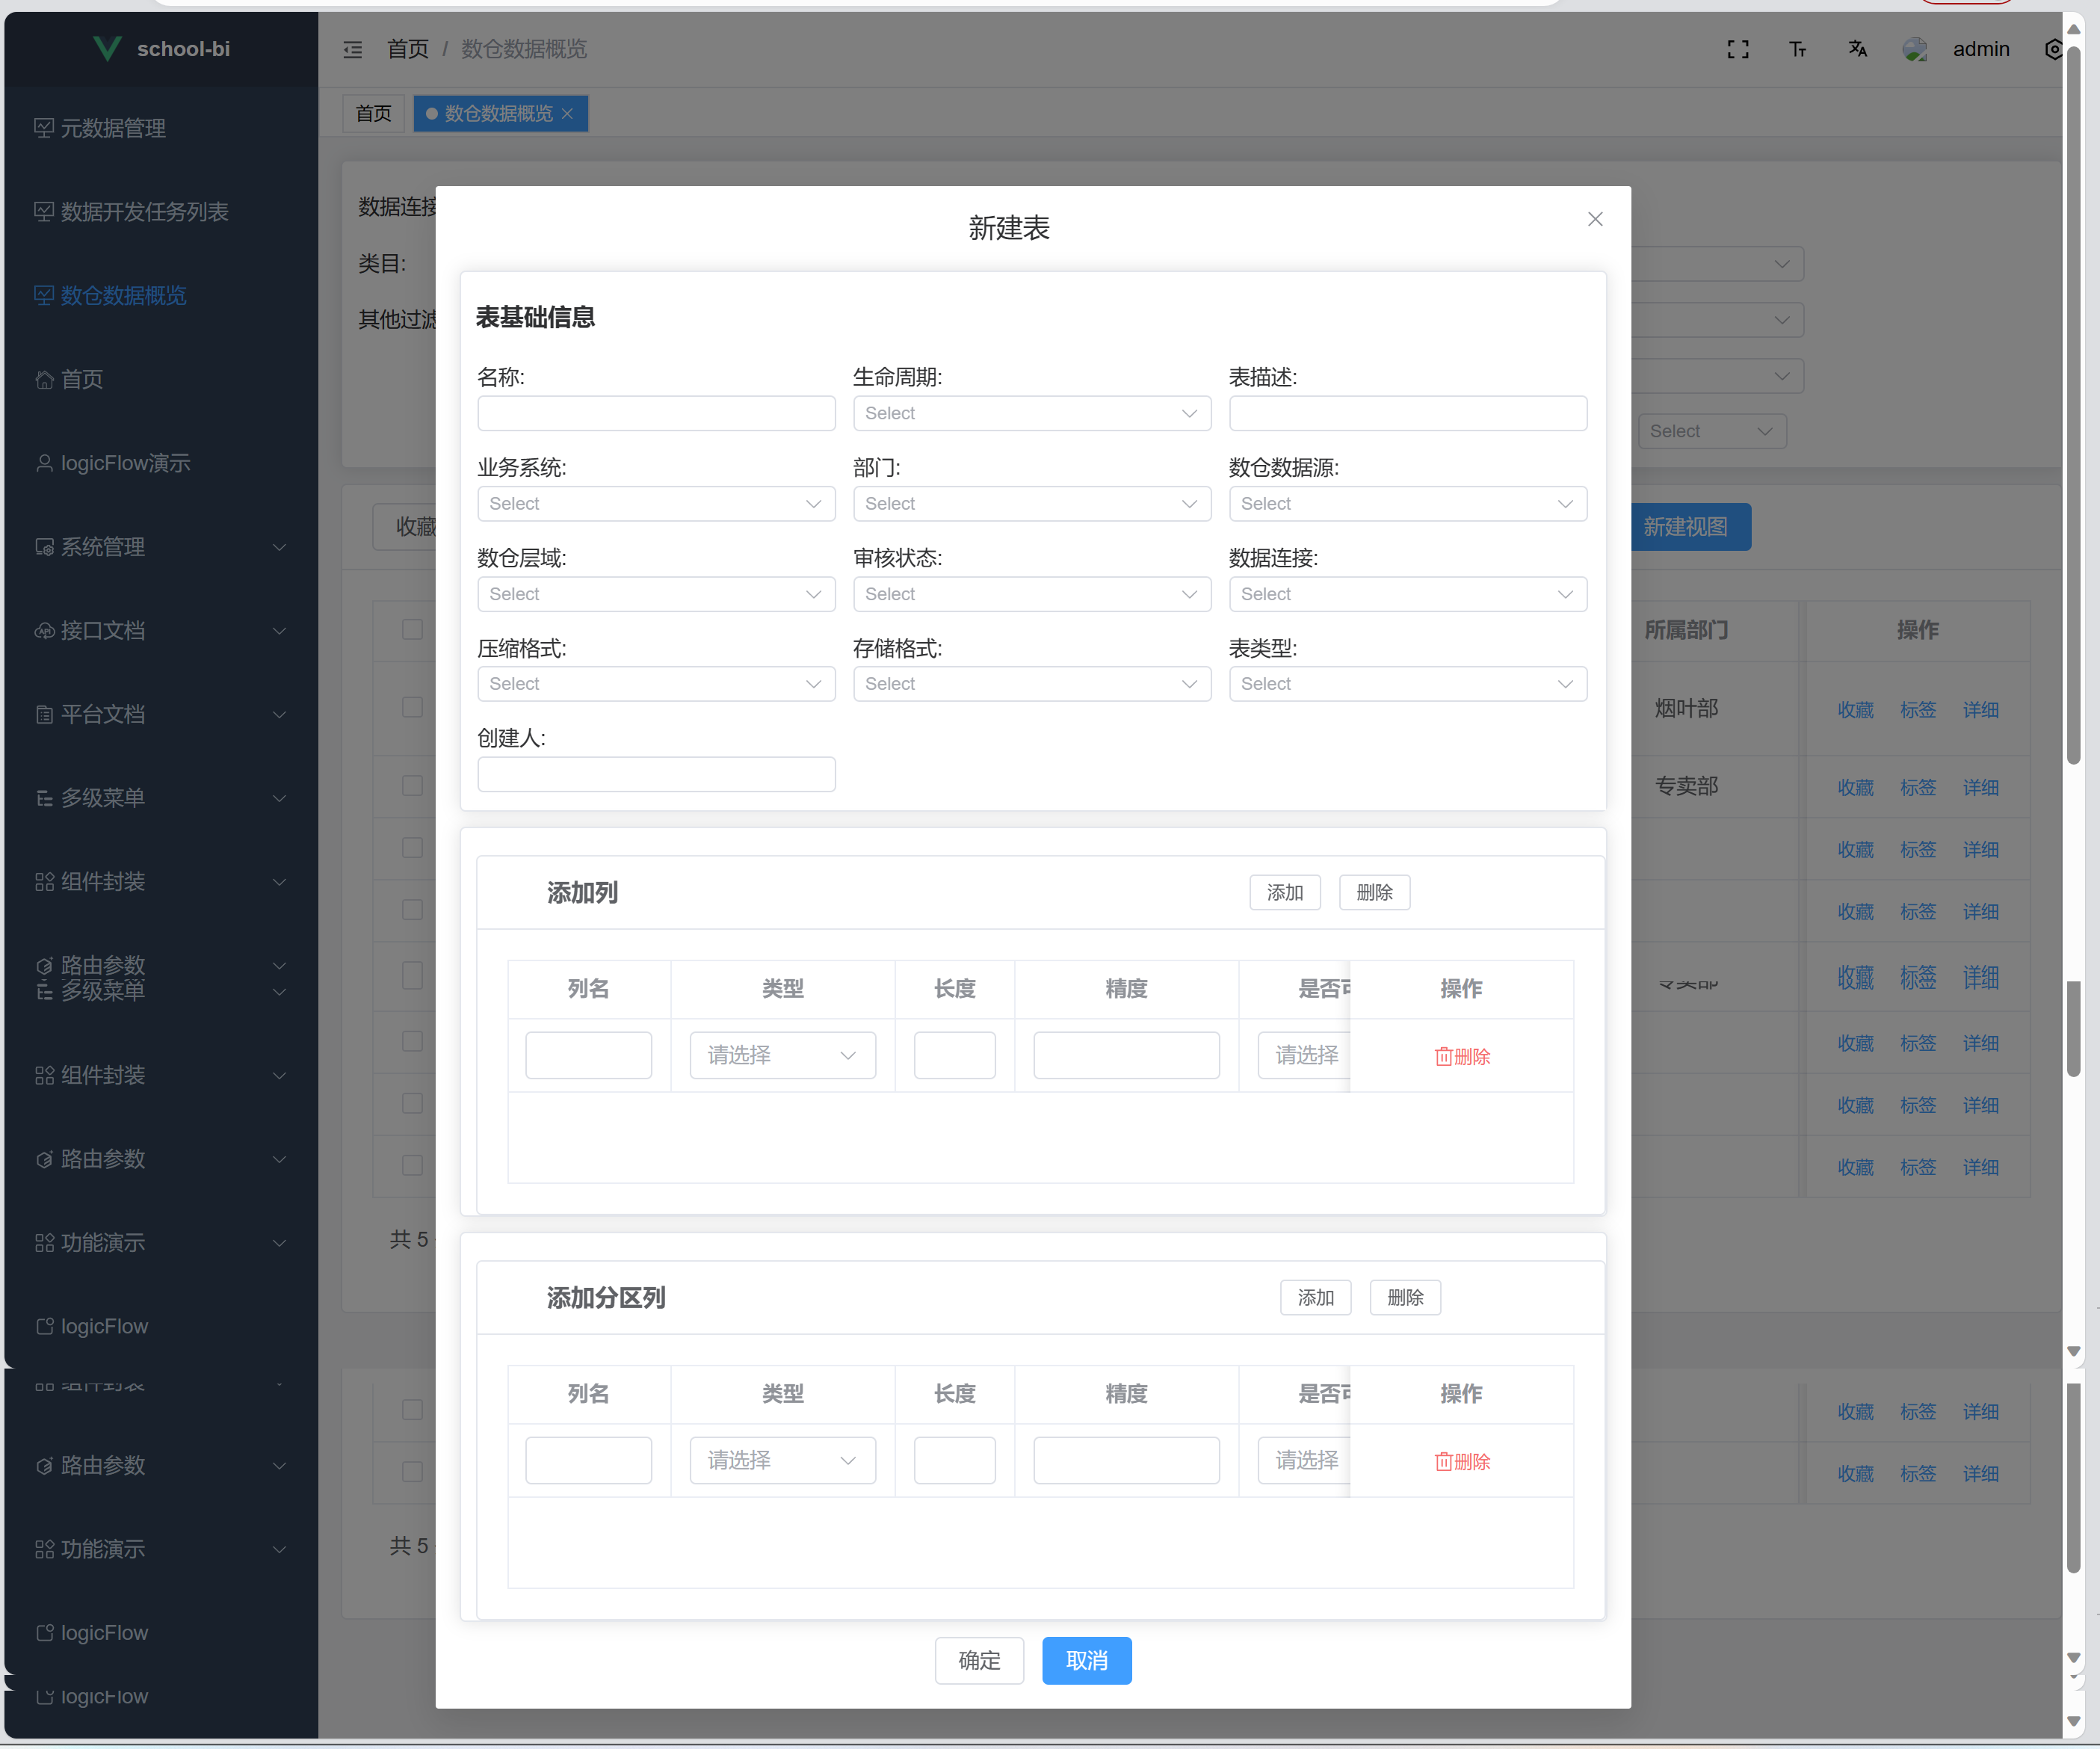 school-bi
首页 / 数仓数据概览
admin
首页
数仓数据概览
元数据管理
数据开发任务列表
数仓数据概览
首页
logicFlow演示
系统管理
接口文档
平台文档
多级菜单
组件封装
路由参数
多级菜单
组件封装
路由参数
功能演示
logicFlow
组件封装
路由参数
功能演示
logicFlow
logicFlow
数据连接
类目:
其他过滤
Select
收藏
新建视图
所属部门 操作
烟叶部 收藏 标签 详细
专卖部 收藏 标签 详细
收藏 标签 详细
收藏 标签 详细
专卖部 收藏 标签 详细
收藏 标签 详细
收藏 标签 详细
收藏 标签 详细
共 5
收藏 标签 详细
收藏 标签 详细
共 5
新建表
表基础信息
名称: 生命周期: 表描述:
Select
业务系统: 部门: 数仓数据源:
Select Select Select
数仓层域: 审核状态: 数据连接:
Select Select Select
压缩格式: 存储格式: 表类型:
Select Select Select
创建人:
添加列 添加 删除
列名 类型 长度 精度 是否可 操作
请选择 请选择 删除
添加分区列 添加 删除
列名 类型 长度 精度 是否可 操作
请选择 请选择 删除
确定 取消